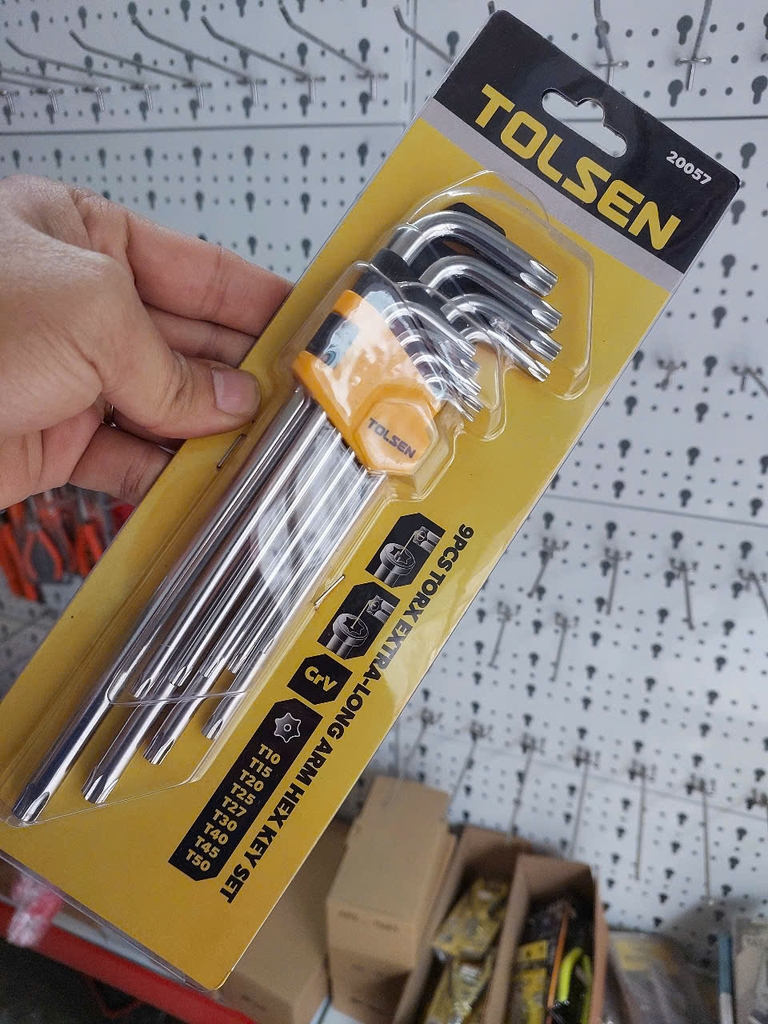 TOLSEN
20057
TOLSEN
9PCS TORX EXTRA-LONG ARM HEX KEY SET
CrV
T10
T15
T20
T25
T27
T30
T40
T45
T50